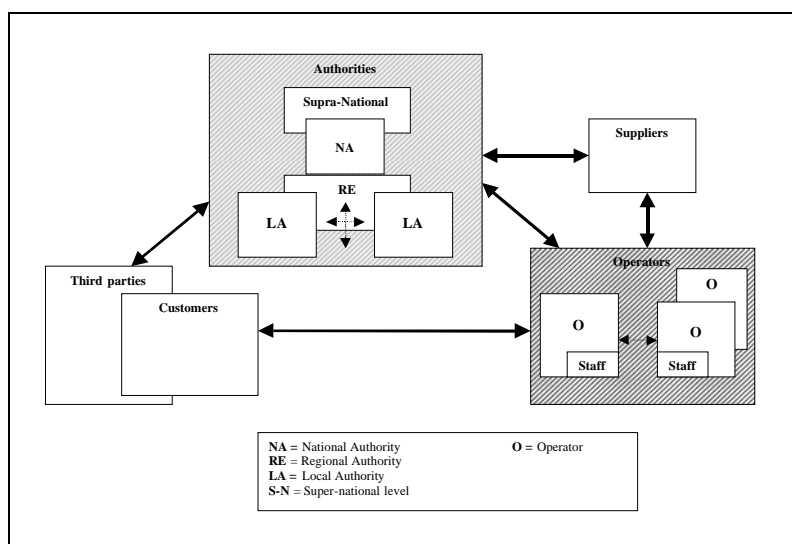 Authorities
Supra-National
NA
Suppliers
RE
LA
LA
Operators
Third parties
O
Customers
O
O
Staff
Staff
NA = National Authority
O = Operator
RE = Regional Authority
LA = Local Authority
S-N = Super-national level